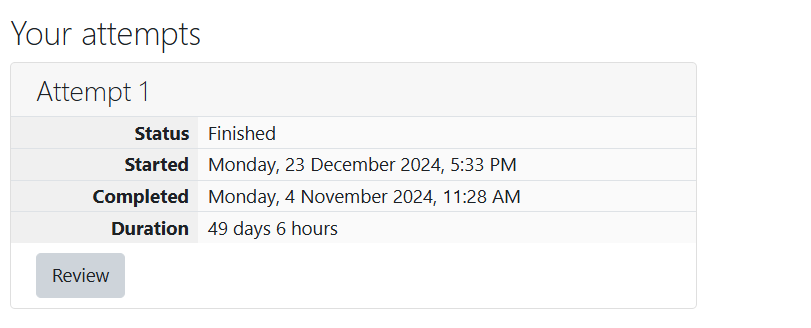 Your attempts
Attempt 1
Status Finished
Started Monday, 23 December 2024, 5:33 PM
Completed Monday, 4 November 2024, 11:28 AM
Duration 49 days 6 hours
Review